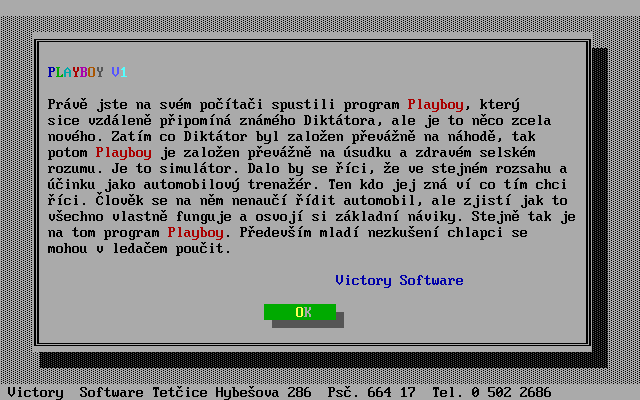 PLAYBOY V1
Právě jste na svém počítači spustili program Playboy, který
sice vzdáleně připomíná známého Diktátora, ale je to něco zcela
nového. Zatím co Diktátor byl založen převážně na náhodě, tak
potom Playboy je založen převážně na úsudku a zdravém selském
rozumu. Je to simulátor. Dalo by se říci, že ve stejném rozsahu a
účinku jako automobilový trenažér. Ten kdo jej zná ví co tím chci
říci. Člověk se na něm nenaučí řídit automobil, ale zjistí jak to
všechno vlastně funguje a osvojí si základní náviky. Stejně tak je
na tom program Playboy. Především mladí nezkušení chlapci se
mohou v ledačem poučit.
Victory Software
OK
Victory Software Tetčice Hybešova 286 Psč. 664 17 Tel. 0 502 2686